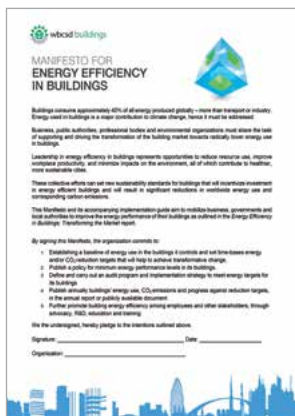 wbcsd buildings
MANIFESTO FOR
ENERGY EFFICIENCY
IN BUILDINGS
Buildings consume approximately 40% of all energy produced globally – more than transport or industry.
Energy used in buildings is a major contribution to climate change, hence it must be addressed.
Business, public authorities, professional bodies and environmental organizations must share the task
of supporting and driving the transformation of the building market towards radically lower energy use
in buildings.
Leadership in energy efficiency in buildings represents opportunities to reduce resource use, improve
workplace productivity, and minimize impacts on the environment, all of which contribute to healthier,
more sustainable cities.
These collective efforts can set new sustainability standards for buildings that will incentivize investment
in energy efficient buildings and will result in significant reductions in worldwide energy use and
corresponding carbon emissions.
This Manifesto and its accompanying implementation guide aim to mobilize business, governments and
local authorities to improve the energy performance of their buildings as outlined in the Energy Efficiency
in Buildings: Transforming the Market report.
By signing this Manifesto, the organization commits to:
1 Establishing a baseline of energy use in the buildings it controls and set time-based energy
and/or CO2 reduction targets that will help to achieve transformative change.
2 Publish a policy for minimum energy performance levels in its buildings.
3 Define and carry out an audit program and implementation strategy to meet energy targets for
its buildings
4 Publish annually buildings' energy use, CO2 emissions and progress against reduction targets,
in the annual report or publicly available document
5 Further promote building energy efficiency among employees and other stakeholders, through
advocacy, R&D, education and training
We the undersigned, hereby pledge to the intentions outlined above.
Signature: Date:
Organization: